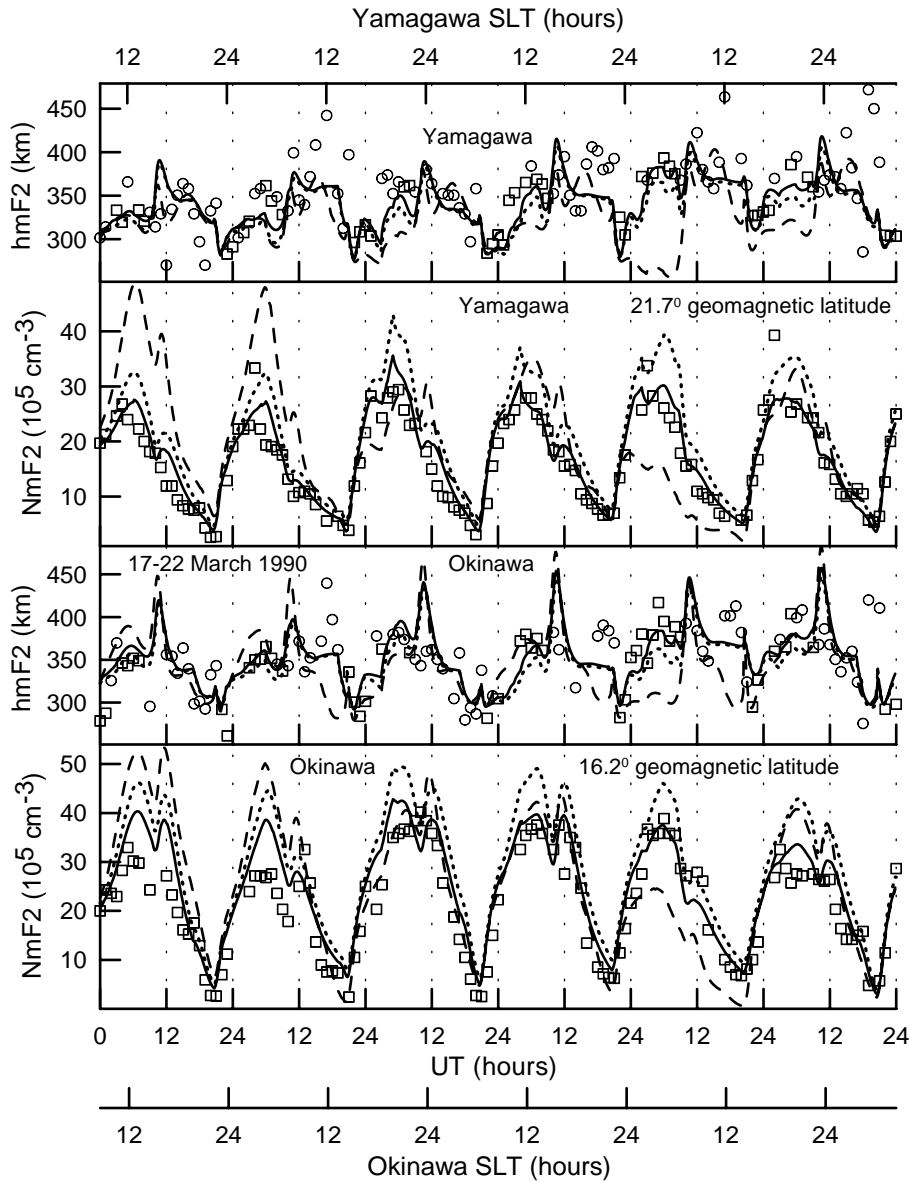 Yamagawa SLT (hours)
12 24 12 24 12 24 12 24
hmF2 (km)
450
400
350
300
Yamagawa
NmF2 (10⁵ cm⁻³)
40
30
20
10
Yamagawa 21.7⁰ geomagnetic latitude
hmF2 (km)
450
400
350
300
17-22 March 1990 Okinawa
NmF2 (10⁵ cm⁻³)
50
40
30
20
10
Okinawa 16.2⁰ geomagnetic latitude
0 12 24 12 24 12 24 12 24 12 24 12 24
UT (hours)
12 24 12 24 12 24 12 24
Okinawa SLT (hours)